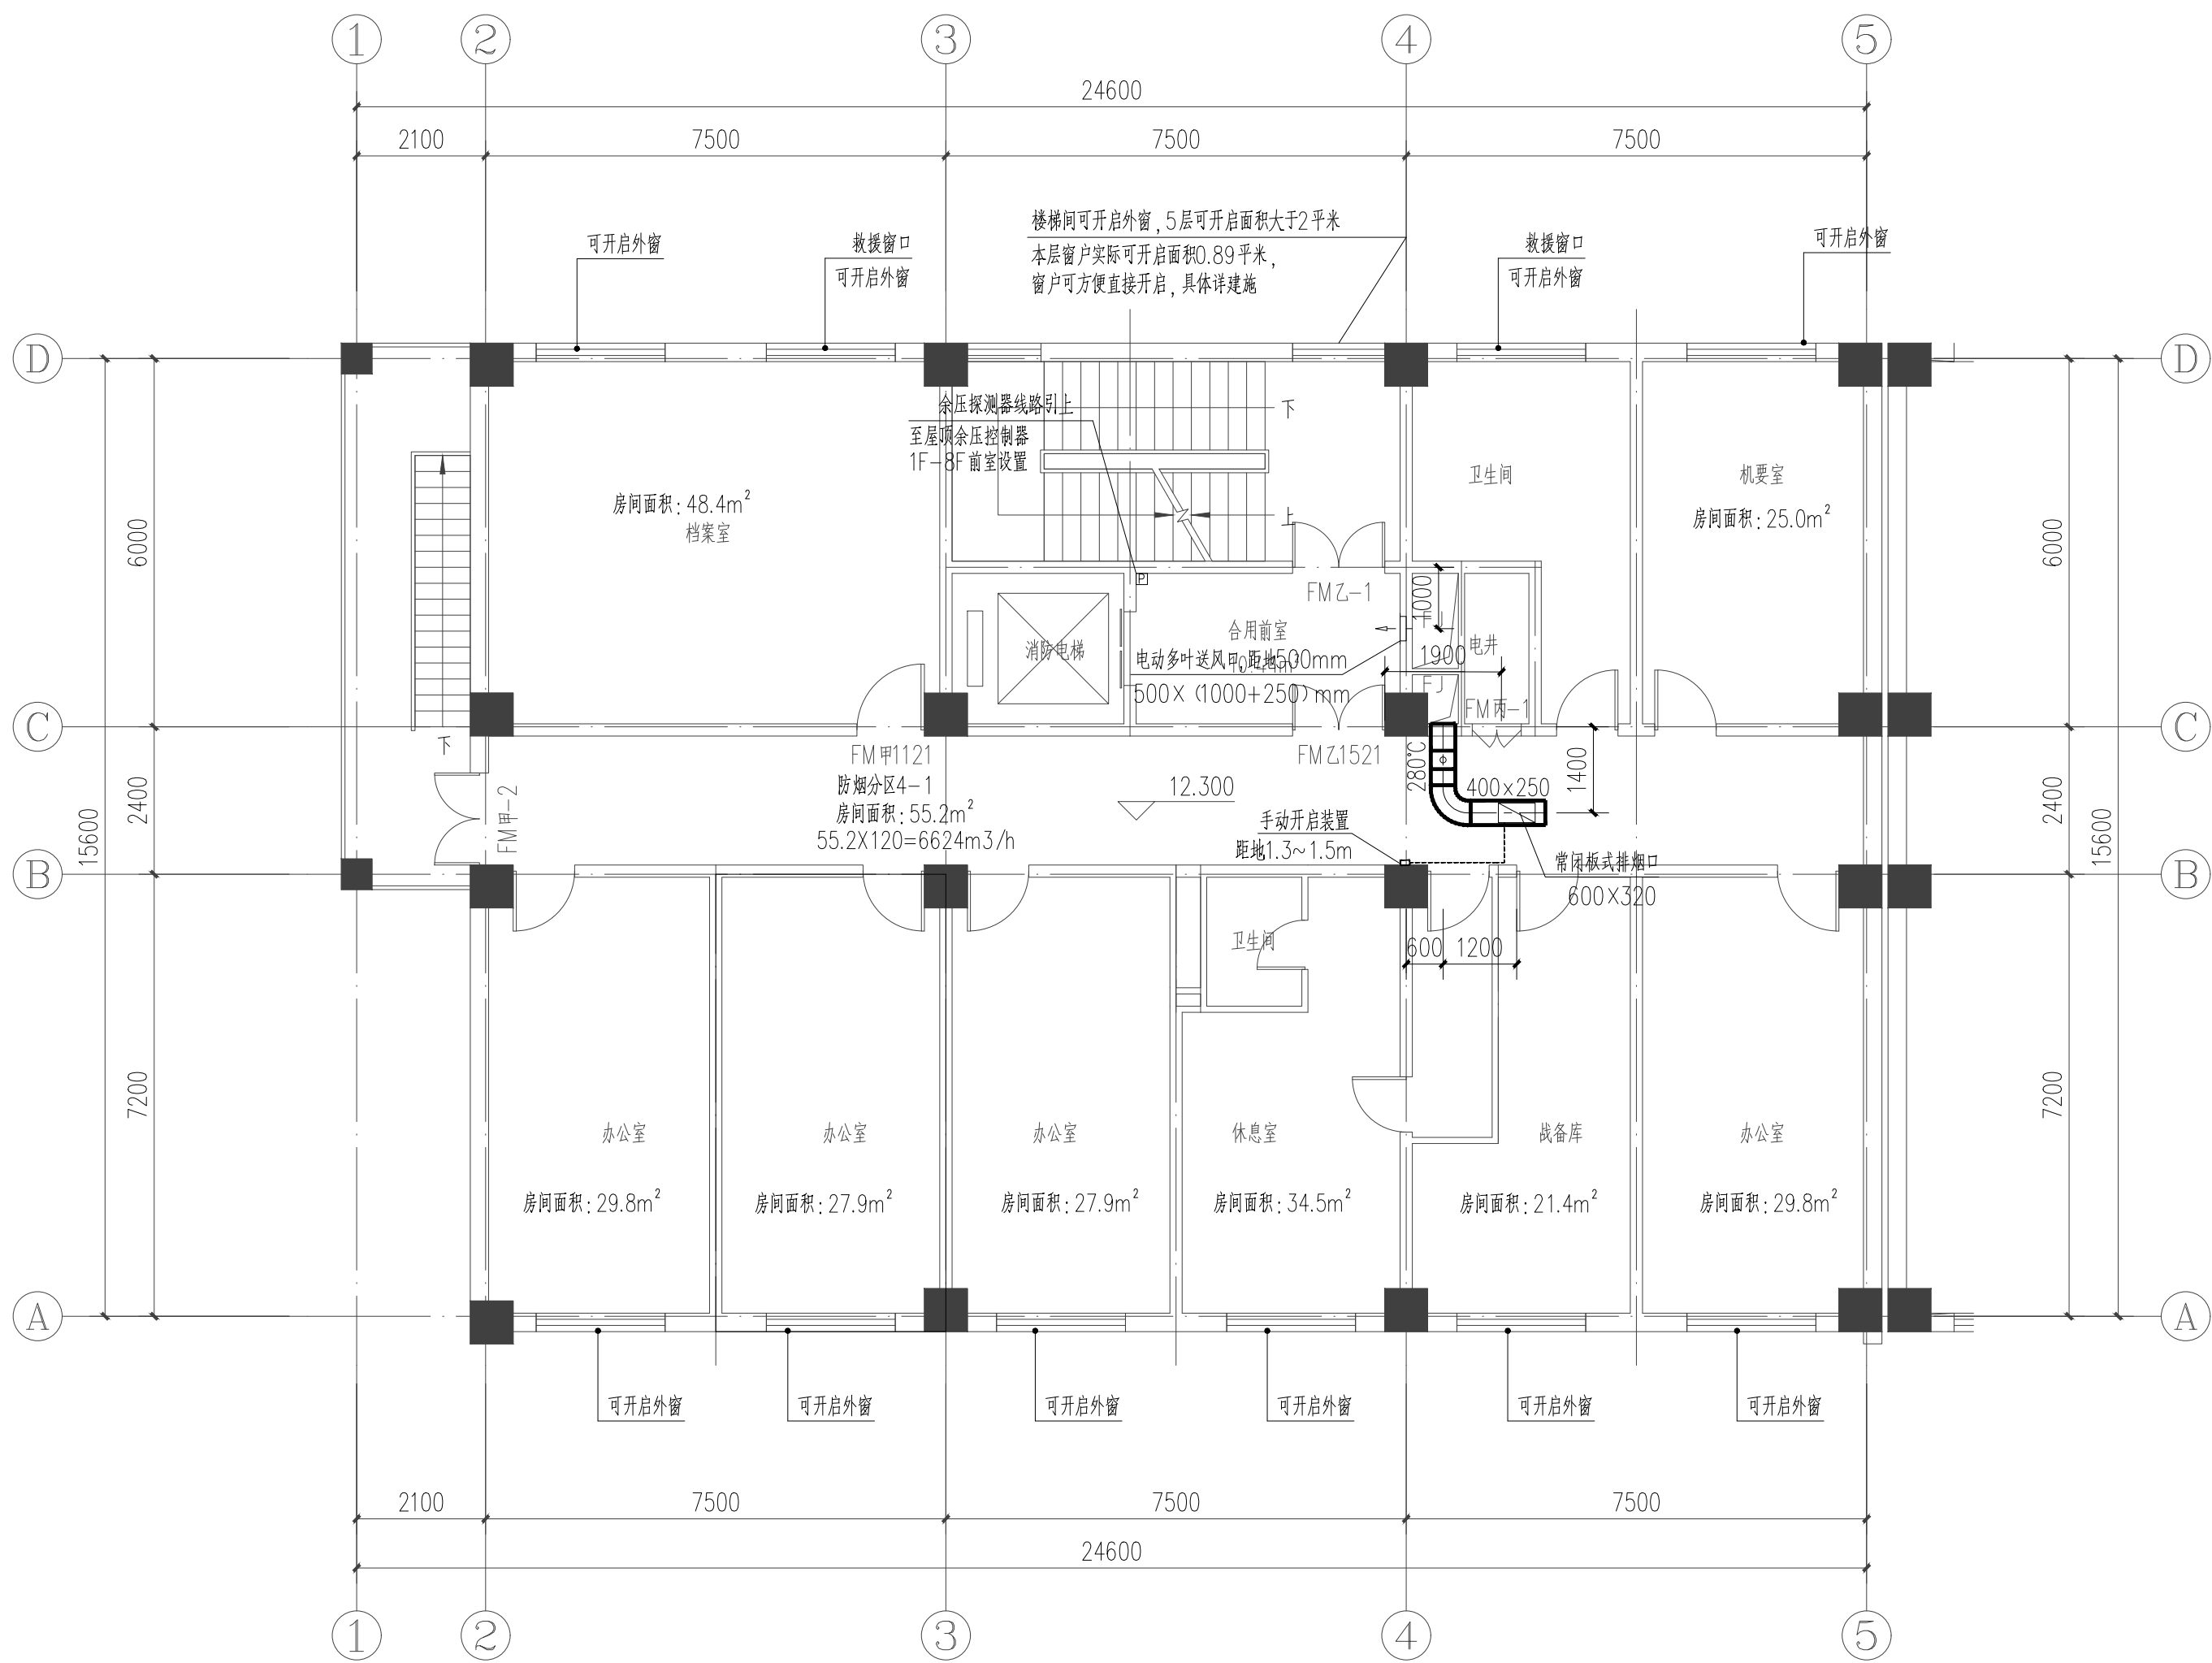 1 2 3 4 5
24600
2100 7500 7500 7500
楼梯间可开启外窗,5层可开启面积大于2平米
本层窗户实际可开启面积0.89平米,
窗户可方便直接开启,具体详建施
可开启外窗
救援窗口
可开启外窗
救援窗口
可开启外窗
可开启外窗
D D
余压探测器线路引上
至屋顶余压控制器
1F-8F前室设置
下
上
房间面积:48.4m²
档案室
卫生间
机要室
房间面积:25.0m²
6000 6000
P
FM乙-1
1000
FJ
合用前室
消防电梯
电井
1900
电动多叶送风口,距地500mm
500×(1000+250)mm
FJ
FM丙-1
C C
下
FM甲1121
FM乙1521
280℃
防烟分区4-1
房间面积:55.2m²
55.2X120=6624m3/h
12.300
400×250
1400
FM甲-2
2400 2400
15600 15600
手动开启装置
距地1.3~1.5m
常闭板式排烟口
600X320
B B
卫生间
600 1200
7200 7200
办公室 办公室 办公室 休息室 战备库 办公室
房间面积:29.8m² 房间面积:27.9m² 房间面积:27.9m² 房间面积:34.5m² 房间面积:21.4m² 房间面积:29.8m²
A A
可开启外窗 可开启外窗 可开启外窗 可开启外窗 可开启外窗 可开启外窗
2100 7500 7500 7500
24600
1 2 3 4 5